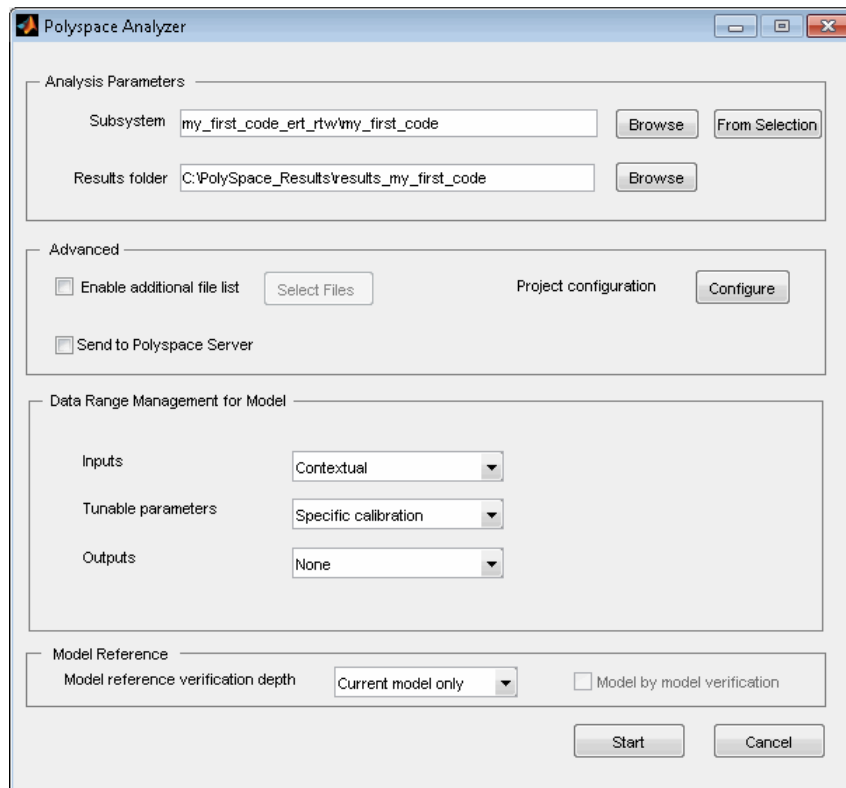 Polyspace Analyzer
Analysis Parameters
Subsystem my_first_code_ert_rtw\my_first_code Browse From Selection
Results folder C:\PolySpace_Results\results_my_first_code Browse
Advanced
Enable additional file list Select Files Project configuration Configure
Send to Polyspace Server
Data Range Management for Model
Inputs Contextual
Tunable parameters Specific calibration
Outputs None
Model Reference
Model reference verification depth Current model only Model by model verification
Start Cancel